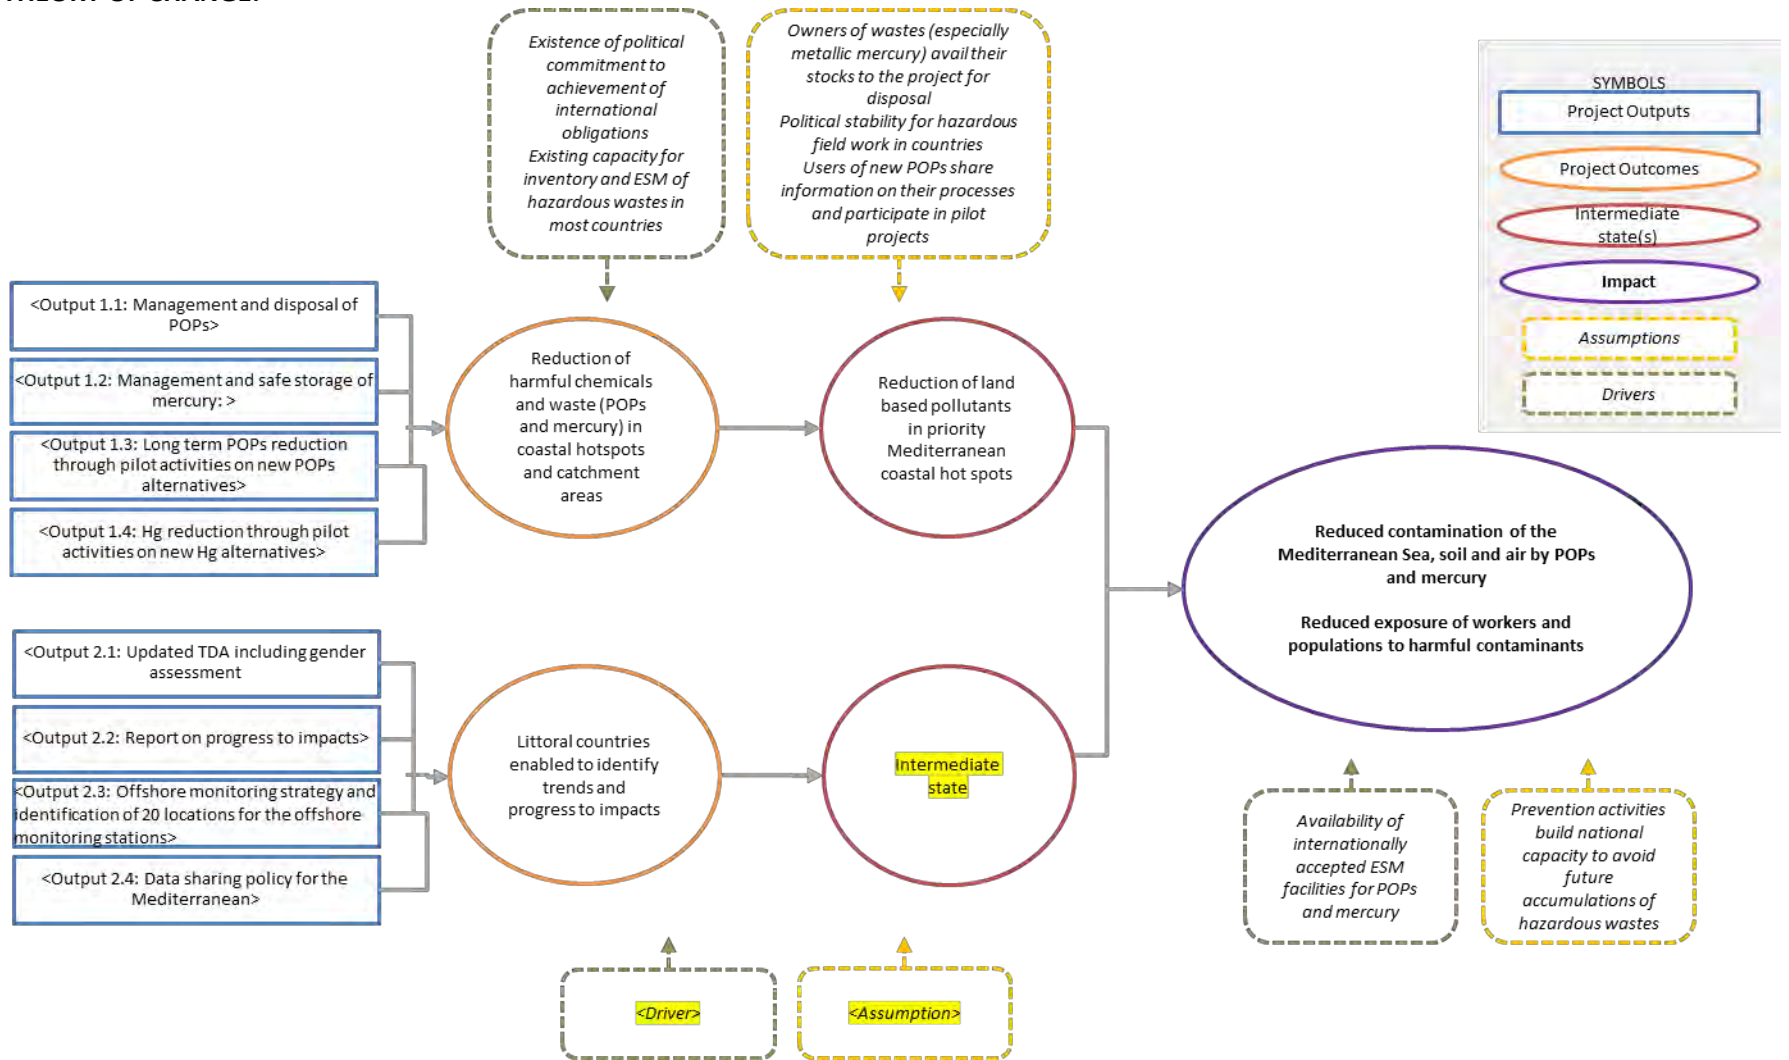 THEORY OF CHANGE:
Existence of political
commitment to
achievement of
international
obligations
Existing capacity for
inventory and ESM of
hazardous wastes in
most countries
Owners of wastes (especially
metallic mercury) avail their
stocks to the project for
disposal
Political stability for hazardous
field work in countries
Users of new POPs share
information on their processes
and participate in pilot
projects
SYMBOLS
Project Outputs
Project Outcomes
Intermediate
state(s)
Impact
Assumptions
Drivers
<Output 1.1: Management and disposal of
POPs>
<Output 1.2: Management and safe storage of
mercury: >
<Output 1.3: Long term POPs reduction
through pilot activities on new POPs
alternatives>
<Output 1.4: Hg reduction through pilot
activities on new Hg alternatives>
Reduction of
harmful chemicals
and waste (POPs
and mercury) in
coastal hotspots
and catchment
areas
Reduction of land
based pollutants
in priority
Mediterranean
coastal hot spots
Reduced contamination of the
Mediterranean Sea, soil and air by POPs
and mercury
Reduced exposure of workers and
populations to harmful contaminants
<Output 2.1: Updated TDA including gender
assessment
<Output 2.2: Report on progress to impacts>
<Output 2.3: Offshore monitoring strategy and
identification of 20 locations for the offshore
monitoring stations>
<Output 2.4: Data sharing policy for the
Mediterranean>
Littoral countries
enabled to identify
trends and
progress to impacts
Intermediate
state
Availability of
internationally
accepted ESM
facilities for POPs
and mercury
Prevention activities
build national
capacity to avoid
future
accumulations of
hazardous wastes
<Driver>
<Assumption>